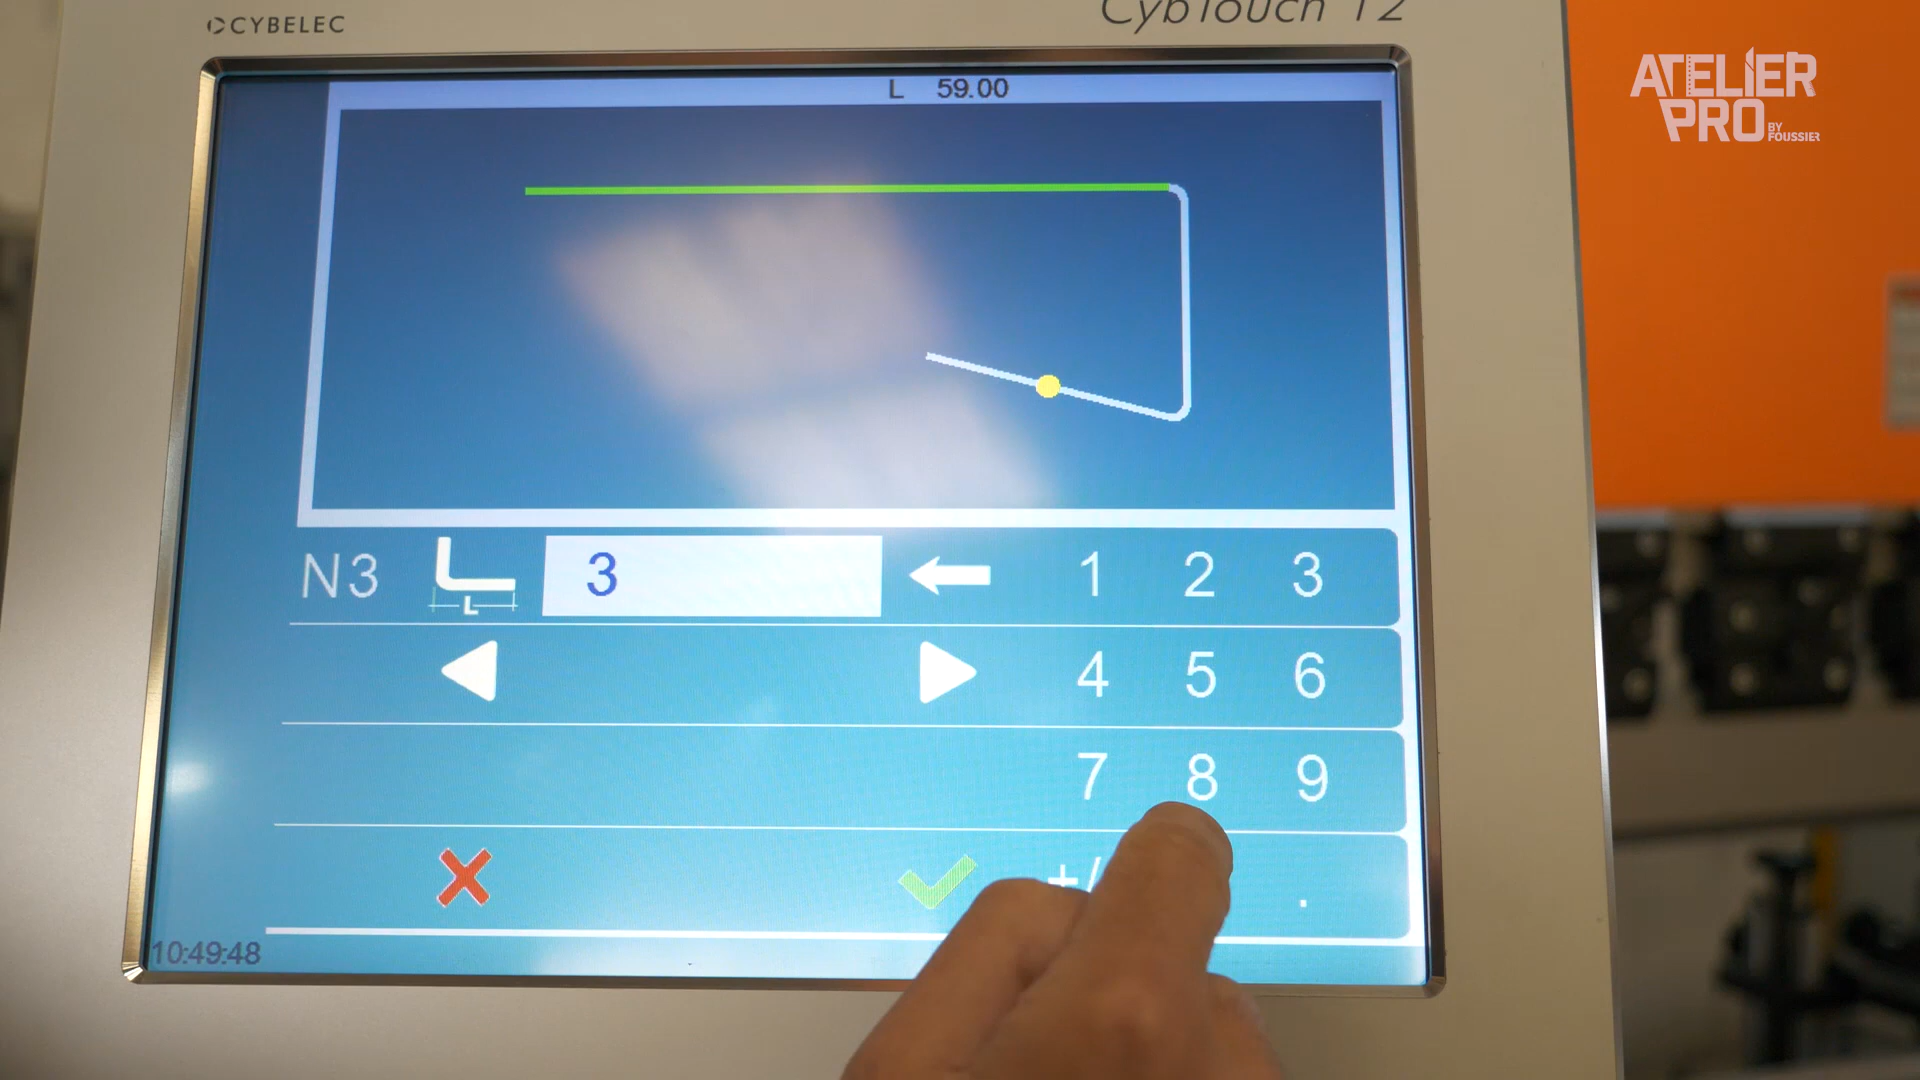 CYBELEC
CybTouch 12
ATELIER
PRO BY
FOUSSIER
L 59.00
N3 L 3 1 2 3
4 5 6
7 8 9
+/ .
10:49:48